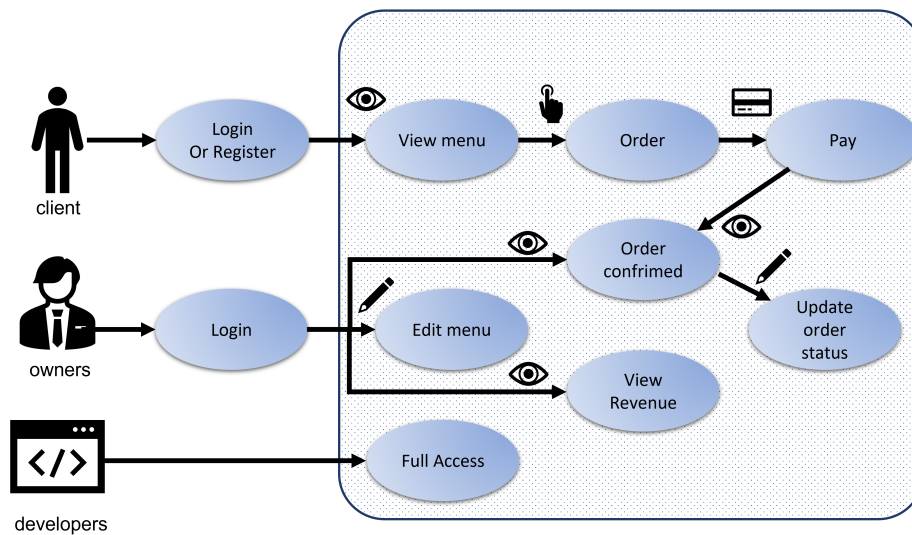 Login
Or Register
View menu
Order
Pay
client
Order
confrimed
Login
Edit menu
Update
order
status
owners
View
Revenue
</>
Full Access
developers